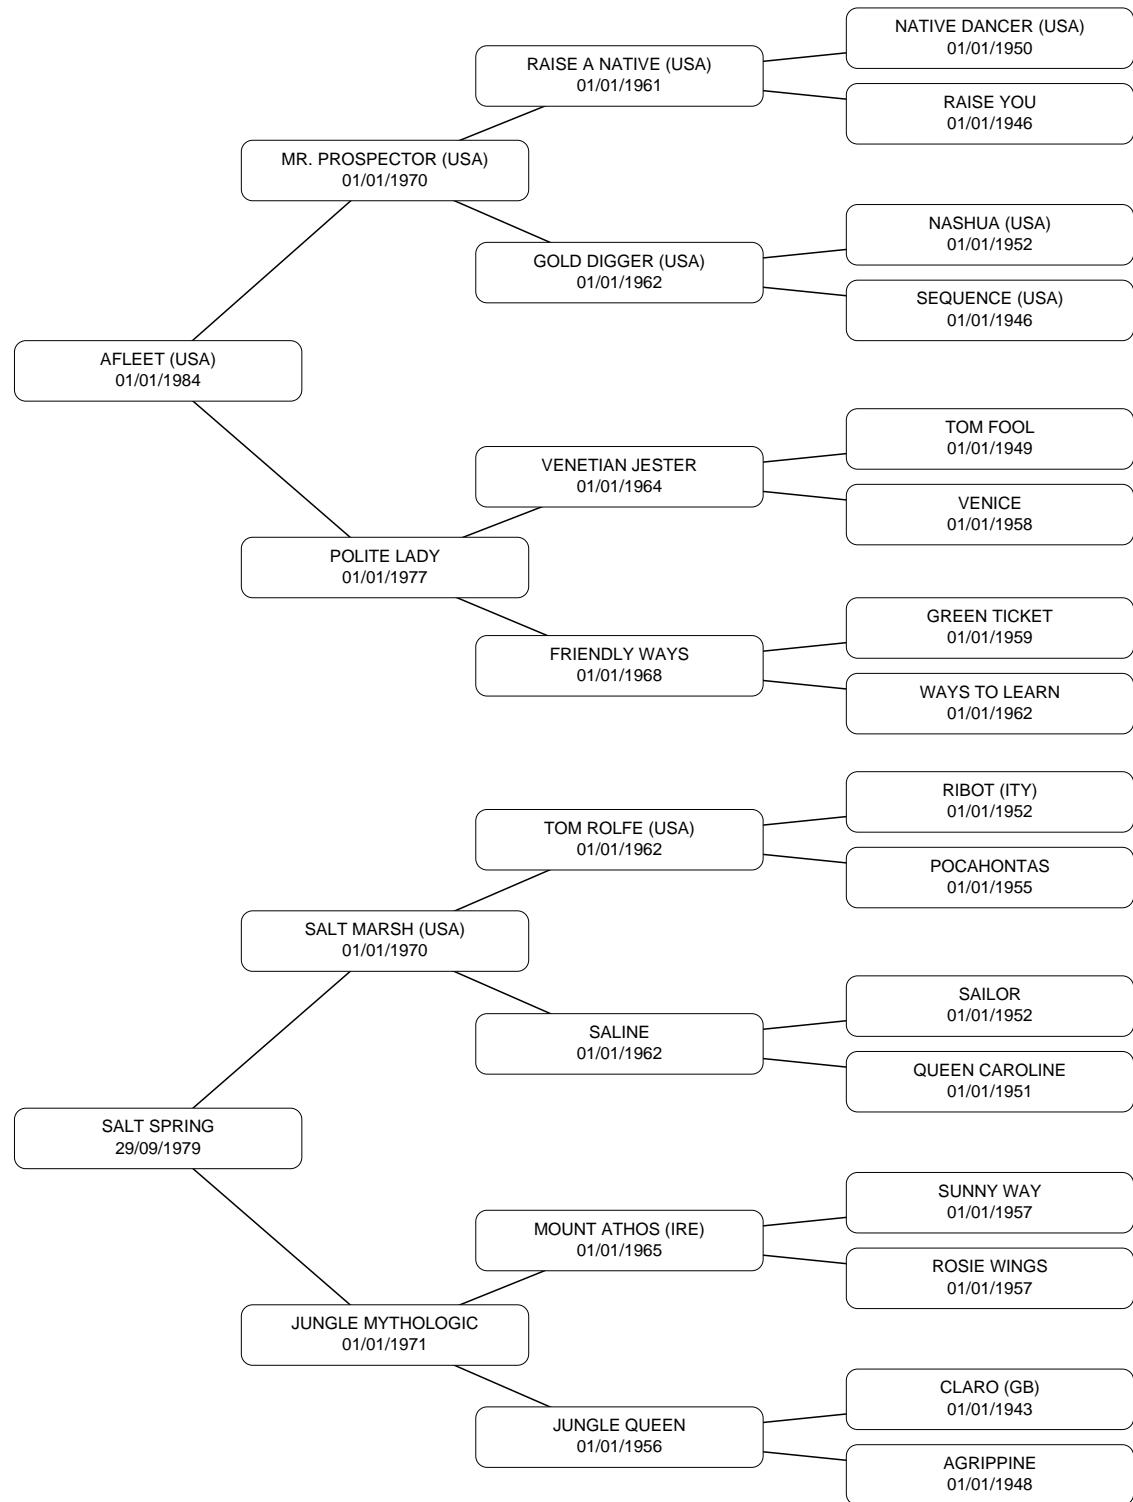 NATIVE DANCER (USA)
01/01/1950
RAISE A NATIVE (USA)
01/01/1961
RAISE YOU
01/01/1946
MR. PROSPECTOR (USA)
01/01/1970
NASHUA (USA)
01/01/1952
GOLD DIGGER (USA)
01/01/1962
SEQUENCE (USA)
01/01/1946
AFLEET (USA)
01/01/1984
TOM FOOL
01/01/1949
VENETIAN JESTER
01/01/1964
VENICE
01/01/1958
POLITE LADY
01/01/1977
GREEN TICKET
01/01/1959
FRIENDLY WAYS
01/01/1968
WAYS TO LEARN
01/01/1962
RIBOT (ITY)
01/01/1952
TOM ROLFE (USA)
01/01/1962
POCAHONTAS
01/01/1955
SALT MARSH (USA)
01/01/1970
SAILOR
01/01/1952
SALINE
01/01/1962
QUEEN CAROLINE
01/01/1951
SALT SPRING
29/09/1979
SUNNY WAY
01/01/1957
MOUNT ATHOS (IRE)
01/01/1965
ROSIE WINGS
01/01/1957
JUNGLE MYTHOLOGIC
01/01/1971
CLARO (GB)
01/01/1943
JUNGLE QUEEN
01/01/1956
AGRIPPINE
01/01/1948